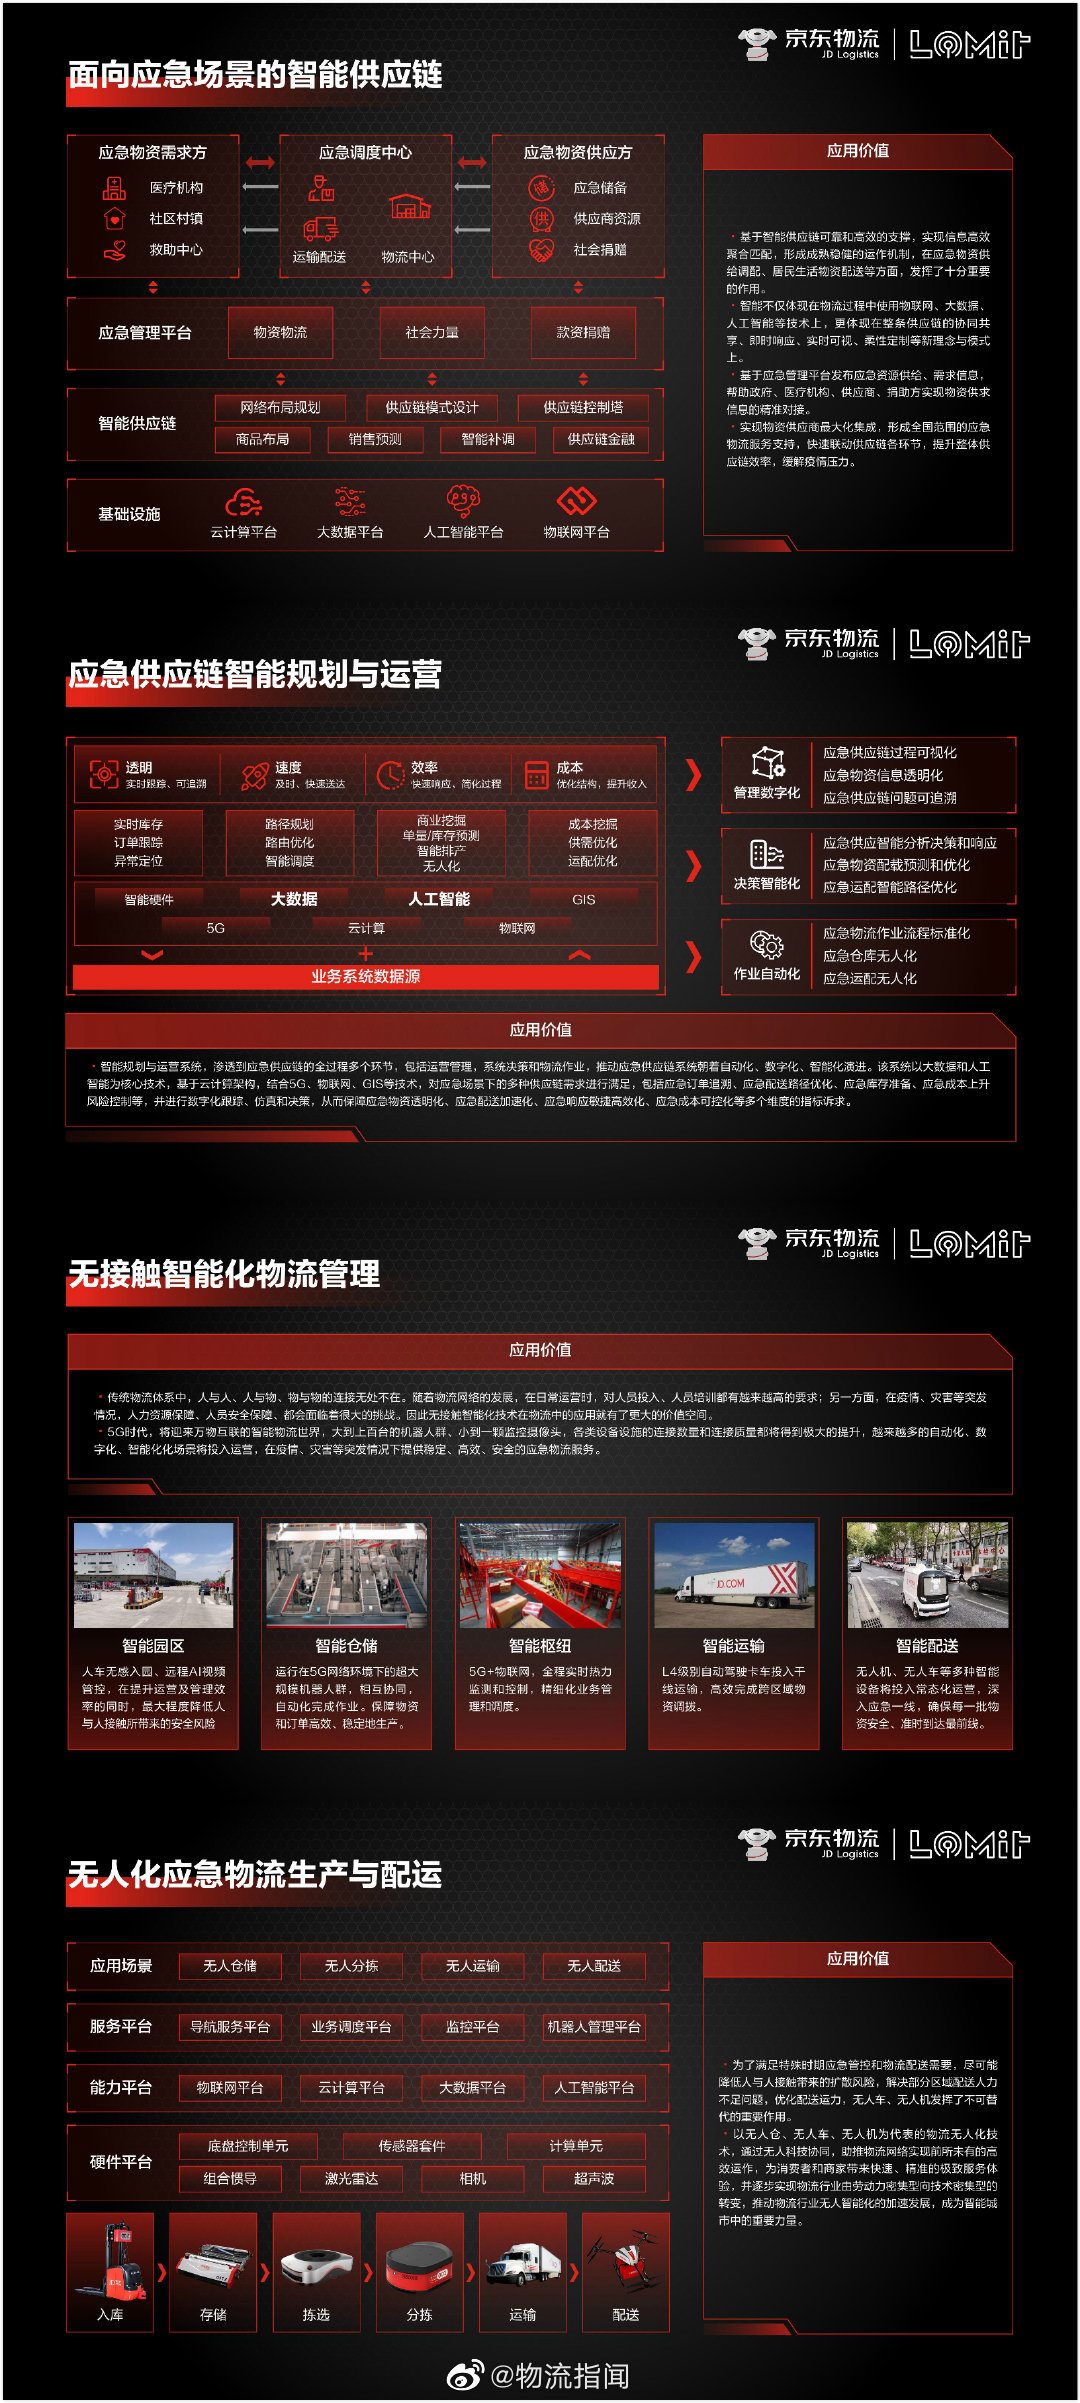 京东物流
JD Logistics
LOMir
面向应急场景的智能供应链
应急物资需求方
医疗机构
社区村镇
救助中心
应急调度中心
运输配送
物流中心
应急物资供应方
应急储备
供
供应商资源
社会捐赠
应急管理平台
物资物流
社会力量
款资捐赠
智能供应链
网络布局规划
供应链模式设计
供应链控制塔
商品布局
销售预测
智能补调
供应链金融
基础设施
云计算平台
大数据平台
人工智能平台
物联网平台
应用价值
· 基于智能供应链可靠和高效的支撑，实现信息高效
聚合匹配，形成成熟稳健的运作机制，在应急物资供
给调配、居民生活物资配送等方面，发挥了十分重要
的作用。
· 智能不仅体现在物流过程中使用物联网、大数据、
人工智能等技术上，更体现在整条供应链的协同共
享、即时响应、实时可视、柔性定制等新理念与模式
上。
· 基于应急管理平台发布应急资源供给、需求信息，
帮助政府、医疗机构、供应商、捐助方实现物资供求
信息的精准对接。
· 实现物资供应商最大化集成，形成全国范围的应急
物流服务支持，快速联动供应链各环节，提升整体供
应链效率，缓解疫情压力。
京东物流
JD Logistics
LOMir
应急供应链智能规划与运营
透明
实时跟踪、可追溯
速度
及时、快速送达
效率
快速响应、简化过程
成本
优化结构，提升收入
实时库存
订单跟踪
异常定位
路径规划
路由优化
智能调度
商业挖掘
单量/库存预测
智能排产
无人化
成本挖掘
供需优化
运配优化
智能硬件
大数据
人工智能
GIS
5G
云计算
物联网
业务系统数据源
管理数字化
应急供应链过程可视化
应急物资信息透明化
应急供应链问题可追溯
决策智能化
应急供应智能分析决策和响应
应急物资配载预测和优化
应急运配智能路径优化
作业自动化
应急物流作业流程标准化
应急仓库无人化
应急运配无人化
应用价值
· 智能规划与运营系统，渗透到应急供应链的全过程多个环节，包括运营管理，系统决策和物流作业，推动应急供应链系统朝着自动化、数字化、智能化演进。该系统以大数据和人工
智能为核心技术，基于云计算架构，结合5G、物联网、GIS等技术，对应急场景下的多种供应链需求进行满足，包括应急订单追溯、应急配送路径优化、应急库存准备、应急成本上升
风险控制等，并进行数字化跟踪、仿真和决策，从而保障应急物资透明化、应急配送加速化、应急响应敏捷高效化、应急成本可控化等多个维度的指标诉求。
京东物流
JD Logistics
LOMir
无接触智能化物流管理
应用价值
· 传统物流体系中，人与人、人与物、物与物的连接无处不在。随着物流网络的发展，在日常运营时，对人员投入、人员培训都有越来越高的要求；另一方面，在疫情、灾害等突发
情况，人力资源保障、人员安全保障、都会面临着很大的挑战。因此无接触智能化技术在物流中的应用就有了更大的价值空间。
· 5G时代，将迎来万物互联的智能物流世界，大到上百台的机器人群，小到一颗监控摄像头，各类设备设施的连接数量和连接质量都将得到极大的提升，越来越多的自动化、数
字化、智能化化场景将投入运营，在疫情、灾害等突发情况下提供稳定、高效、安全的应急物流服务。
JD.COM
智能园区
人车无感入园、远程AI视频
管控，在提升运营及管理效
率的同时，最大程度降低人
与人接触所带来的安全风险
智能仓储
运行在5G网络环境下的超大
规模机器人群，相互协同，
自动化完成作业。保障物资
和订单高效、稳定地生产。
智能枢纽
5G+物联网，全程实时热力
监测和控制，精细化业务管
理和调度。
智能运输
L4级别自动驾驶卡车投入干
线运输，高效完成跨区域物
资调拨。
智能配送
无人机、无人车等多种智能
设备将投入常态化运营，深
入应急一线，确保每一批物
资安全、准时到达最前线。
京东物流
JD Logistics
LOMir
无人化应急物流生产与配运
应用场景
无人仓储
无人分拣
无人运输
无人配送
服务平台
导航服务平台
业务调度平台
监控平台
机器人管理平台
能力平台
物联网平台
云计算平台
大数据平台
人工智能平台
硬件平台
底盘控制单元
传感器套件
计算单元
组合惯导
激光雷达
相机
超声波
入库
存储
拣选
分拣
运输
配送
应用价值
· 为了满足特殊时期应急管控和物流配送需要，尽可能
降低人与人接触带来的扩散风险，解决部分区域配送人力
不足问题，优化配送运力，无人车、无人机发挥了不可替
代的重要作用。
· 以无人仓、无人车、无人机为代表的物流无人化技
术，通过无人科技协同，助推物流网络实现前所未有的高
效运作，为消费者和商家带来快速、精准的极致服务体
验，并逐步实现物流行业由劳动力密集型向技术密集型的
转变，推动物流行业无人智能化的加速发展，成为智能城
市中的重要力量。
@物流指闻